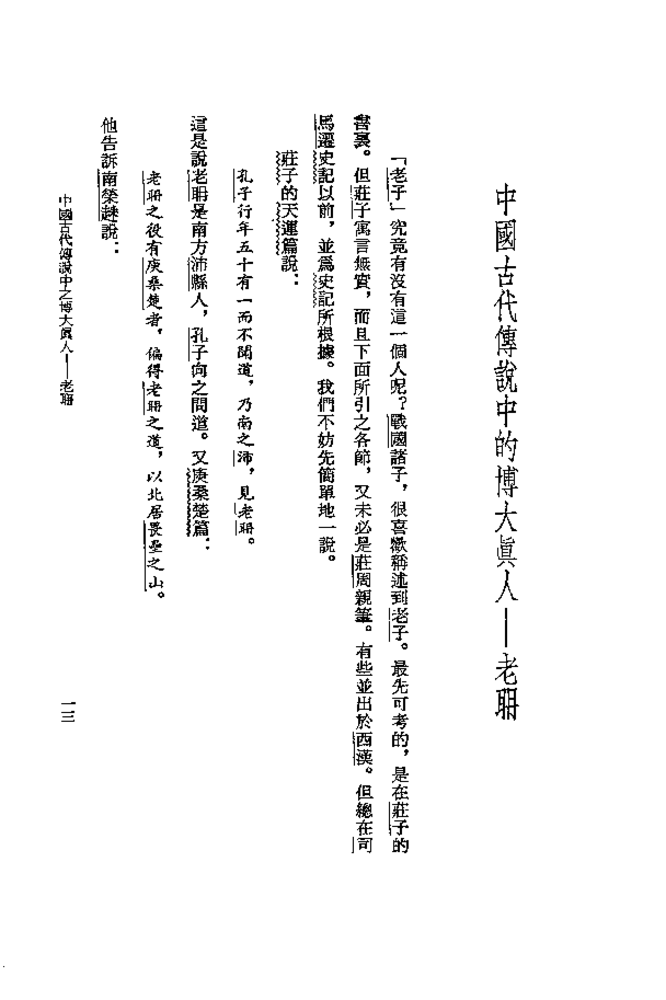 中國古代傳說中的博大眞人——老聃
「老子」究竟有沒有這一個人呢？戰國諸子，很喜歡稱述到老子。最先可考的，是在莊子的
書裏。但莊子寓言無實，而且下面所引之各節，又未必是莊周親筆。有些並出於西漢。但總在司
馬遷史記以前，並爲史記所根據。我們不妨先簡單地一說。
莊子的天運篇說：
孔子行年五十有一而不聞道，乃南之沛，見老聃。
這是說老聃是南方沛縣人，孔子向之問道。又庚桑楚篇：
老聃之役有庚桑楚者，偏得老聃之道，以北居畏壘之山。
他告訴南榮趎說：
中國古代傳說中之博大眞人——老聃
一三